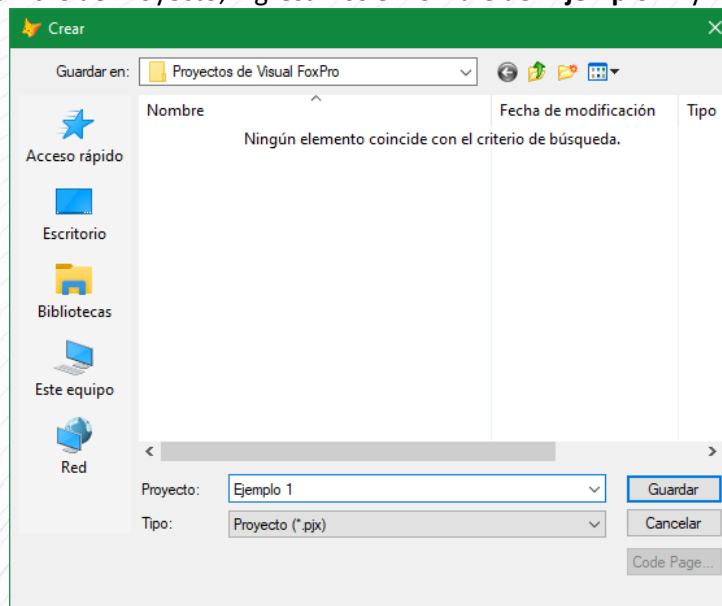 Crear
Guardar en: Proyectos de Visual FoxPro
Nombre Fecha de modificación Tipo
Ningún elemento coincide con el criterio de búsqueda.
Acceso rápido
Escritorio
Bibliotecas
Este equipo
Red
Proyecto: Ejemplo 1 Guardar
Tipo: Proyecto (*.pjx) Cancelar
Code Page...